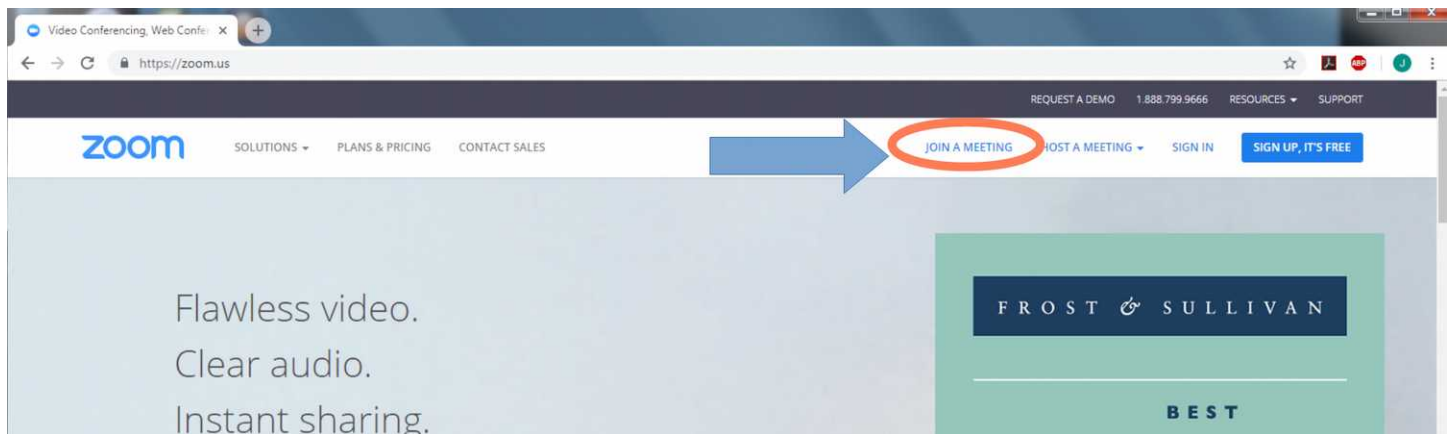 Video Conferencing, Web Confe
https://zoom.us
ABP
J
REQUEST A DEMO 1.888.799.9666 RESOURCES SUPPORT
zoom SOLUTIONS PLANS & PRICING CONTACT SALES JOIN A MEETING HOST A MEETING SIGN IN SIGN UP, IT'S FREE
Flawless video.
Clear audio.
Instant sharing.
FROST & SULLIVAN
BEST